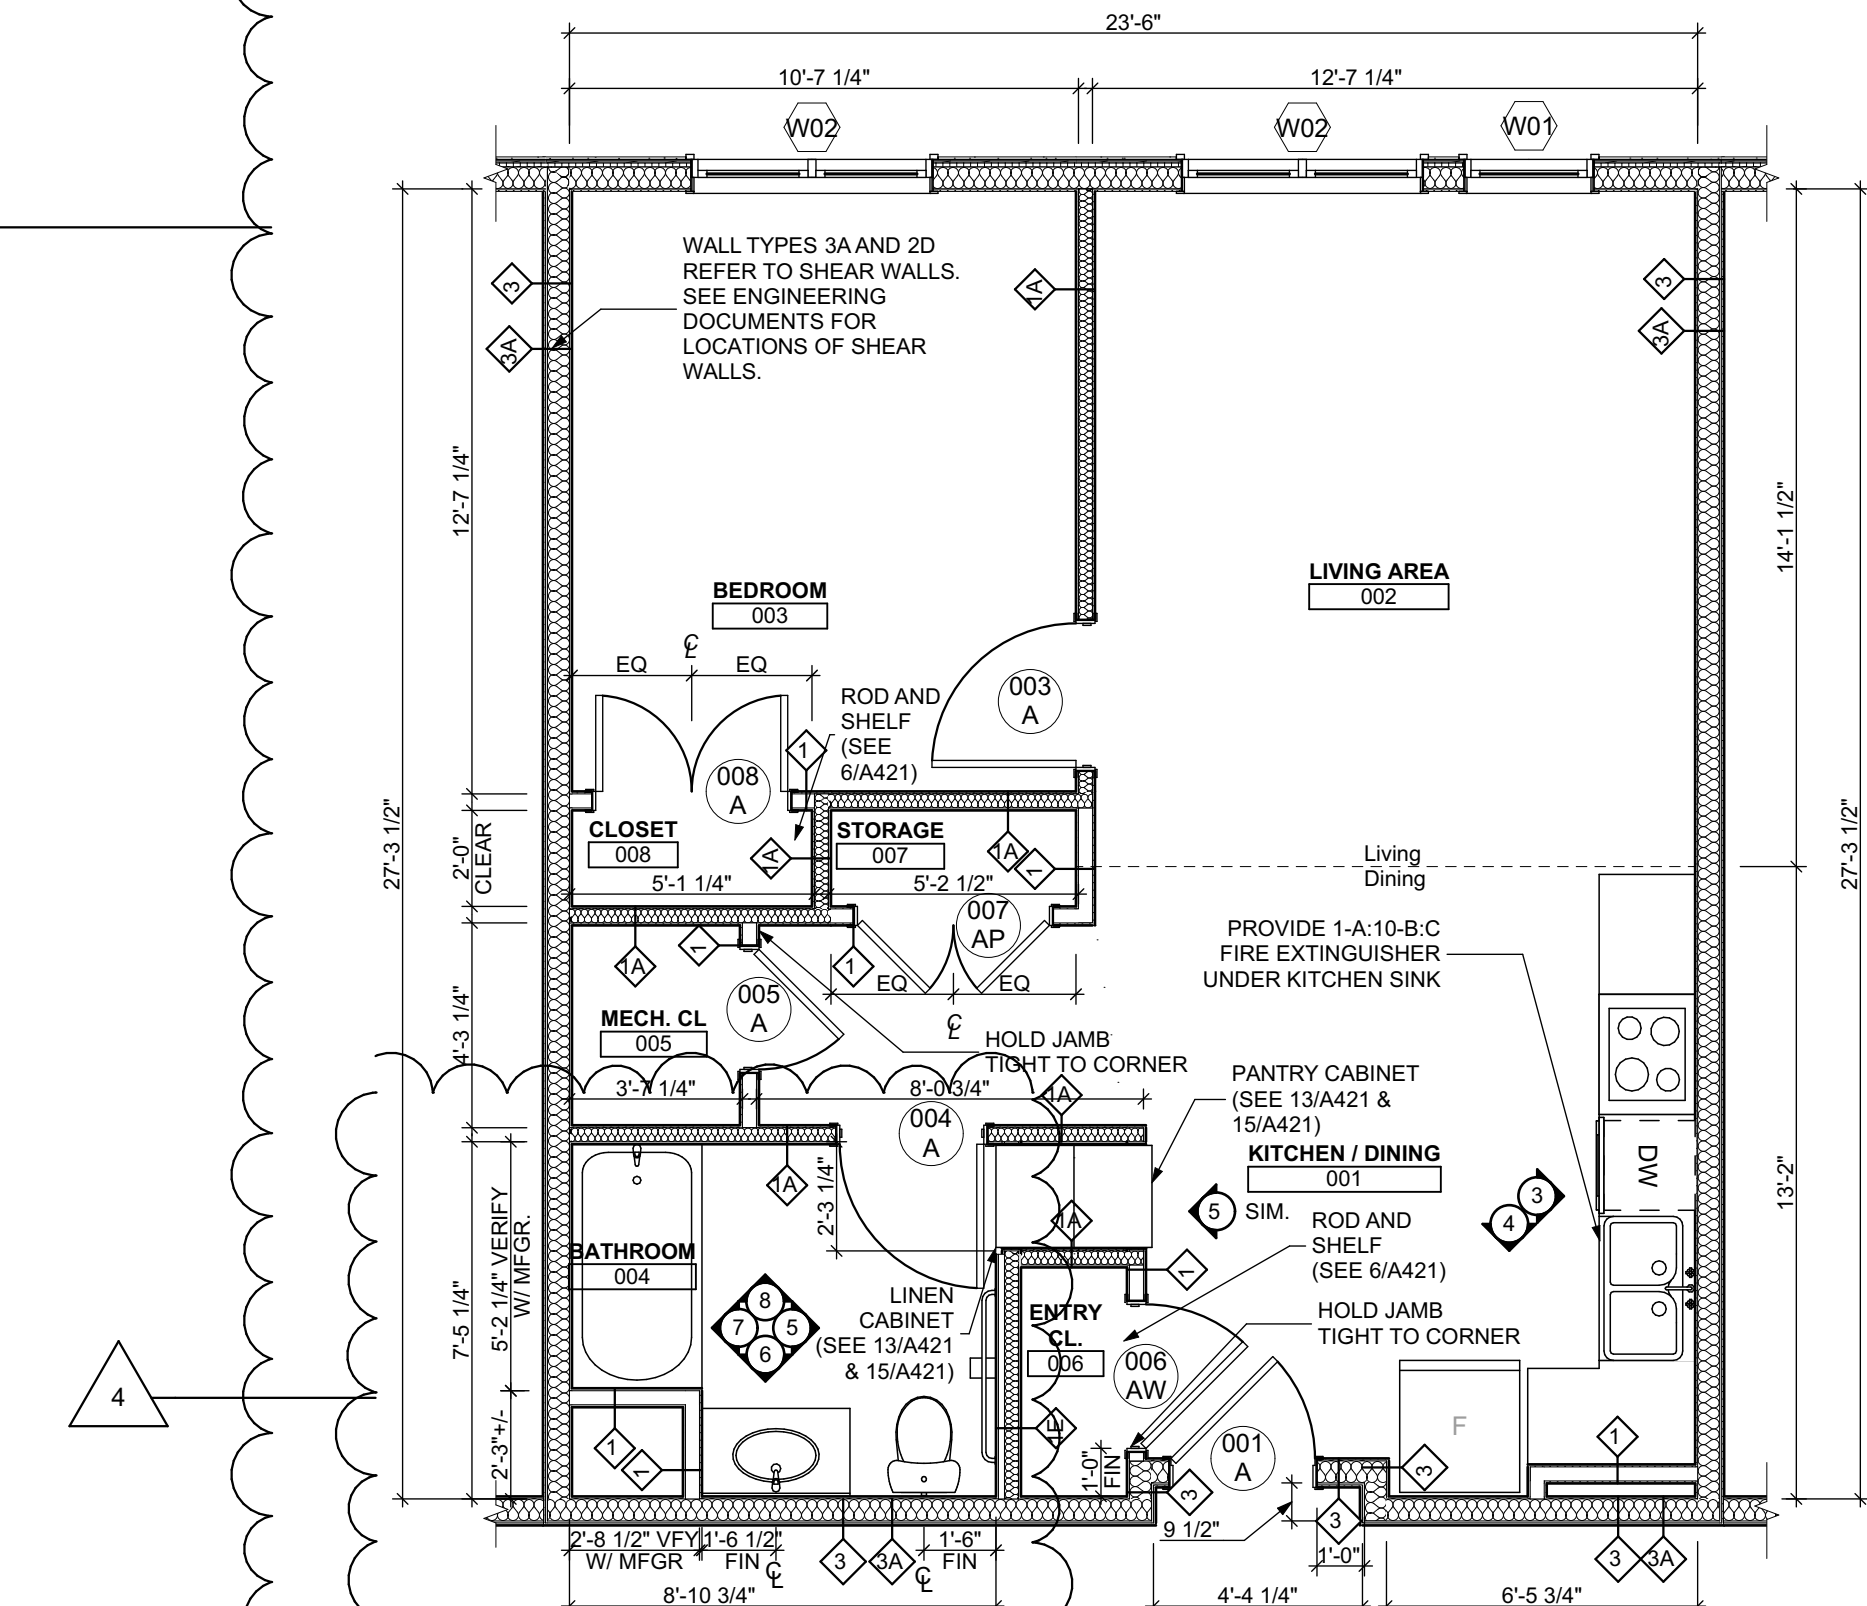 23'-6"
10'-7 1/4"
12'-7 1/4"
W02
W02
W01
WALL TYPES 3A AND 2D
REFER TO SHEAR WALLS.
SEE ENGINEERING
DOCUMENTS FOR
LOCATIONS OF SHEAR
WALLS.
3
3A
1A
3
3A
12'-7 1/4"
14'-1 1/2"
27'-3 1/2"
27'-3 1/2"
BEDROOM
003
LIVING AREA
002
EQ
EQ
003
A
ROD AND
SHELF
(SEE
6/A421)
1
008
A
CLOSET
008
STORAGE
007
1A
1A
1
2'-0"
CLEAR
5'-1 1/4"
5'-2 1/2"
Living
Dining
007
AP
PROVIDE 1-A:10-B:C
FIRE EXTINGUISHER
UNDER KITCHEN SINK
1A
1
1
EQ
EQ
005
A
MECH. CL
005
4'-3 1/4"
HOLD JAMB
TIGHT TO CORNER
3'-7 1/4"
8'-0 3/4"
1A
PANTRY CABINET
(SEE 13/A421 &
15/A421)
004
A
KITCHEN / DINING
001
DW
1A
2'-3 1/4"
1A
5
SIM.
3
4
13'-2"
ROD AND
SHELF
(SEE 6/A421)
BATHROOM
004
7'-5 1/4"
5'-2 1/4" VERIFY
W/ MFGR.
1
8
7
5
6
LINEN
CABINET
(SEE 13/A421
& 15/A421)
ENTRY
CL.
006
HOLD JAMB
TIGHT TO CORNER
006
AW
4
1E
F
1
1
1
2'-3"+/-
001
A
1'-0"
FIN
3
3
3
9 1/2"
2'-8 1/2" VFY
W/ MFGR
1'-6 1/2"
FIN
3
3A
1'-6"
FIN
1'-0"
3
3A
8'-10 3/4"
4'-4 1/4"
6'-5 3/4"